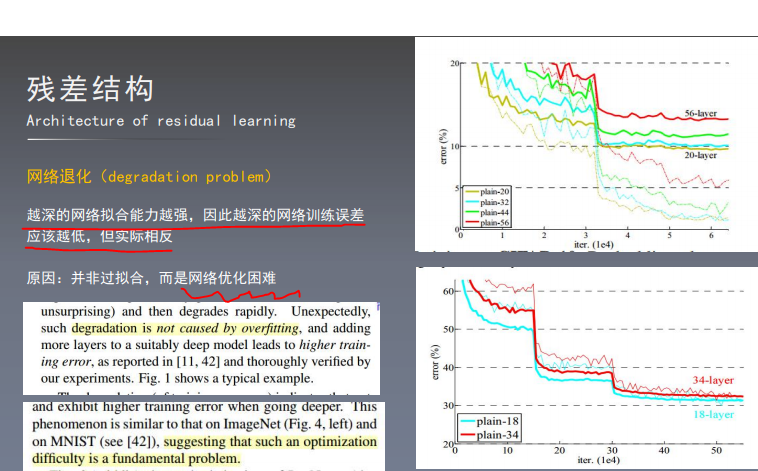 残差结构
Architecture of residual learning
网络退化（degradation problem）
越深的网络拟合能力越强，因此越深的网络训练误差
应该越低，但实际相反
原因：并非过拟合，而是网络优化困难
unsurprising) and then degrades rapidly. Unexpectedly,
such degradation is not caused by overfitting, and adding
more layers to a suitably deep model leads to higher train-
ing error, as reported in [11, 42] and thoroughly verified by
our experiments. Fig. 1 shows a typical example.
and exhibit higher training error when going deeper. This
phenomenon is similar to that on ImageNet (Fig. 4, left) and
on MNIST (see [42]), suggesting that such an optimization
difficulty is a fundamental problem.
20
10
5
0
error (%)
56-layer
20-layer
plain-20
plain-32
plain-44
plain-56
0 1 2 3 4 5 6
iter. (1e4)
60
50
40
30
20
error (%)
34-layer
18-layer
plain-18
plain-34
0 10 20 30 40 50
iter. (1e4)